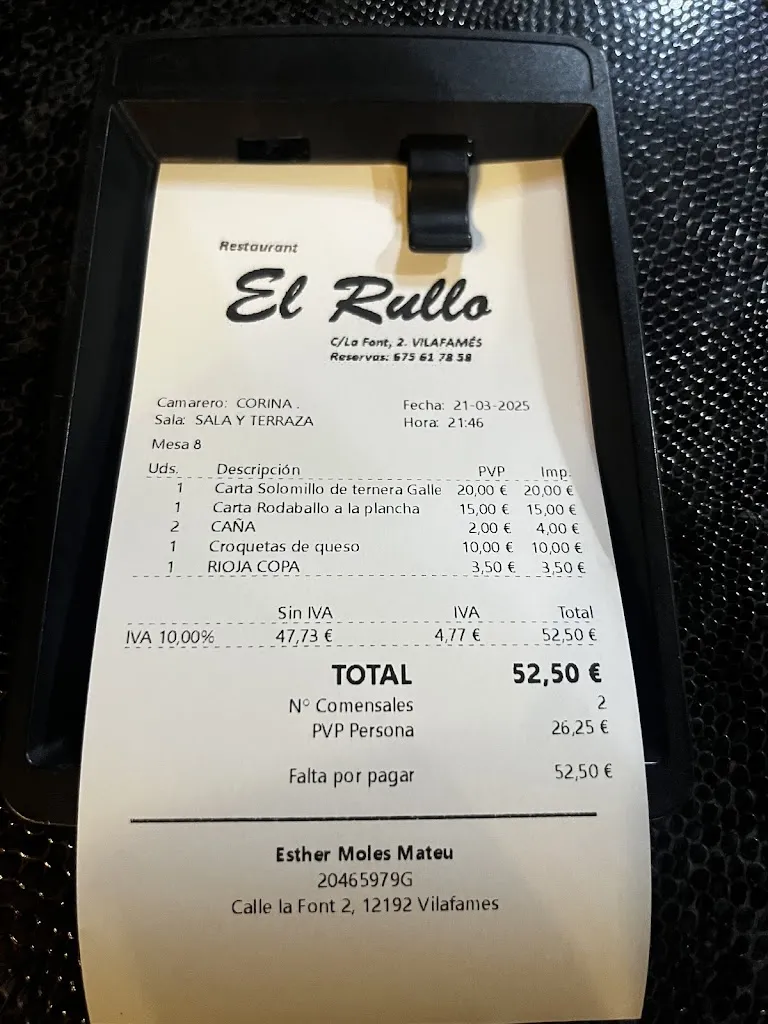 Restaurant
El Rullo
C/La Font, 2. VILAFAMÉS
Reservas: 675 61 78 58
Camarero: CORINA . Fecha: 21-03-2025
Sala: SALA Y TERRAZA Hora: 21:46
Mesa 8
Uds. Descripción PVP Imp.
1 Carta Solomillo de ternera Galle 20,00 € 20,00 €
1 Carta Rodaballo a la plancha 15,00 € 15,00 €
2 CAÑA 2,00 € 4,00 €
1 Croquetas de queso 10,00 € 10,00 €
1 RIOJA COPA 3,50 € 3,50 €
Sin IVA IVA Total
IVA 10,00% 47,73 € 4,77 € 52,50 €
TOTAL 52,50 €
Nº Comensales 2
PVP Persona 26,25 €
Falta por pagar 52,50 €
Esther Moles Mateu
20465979G
Calle la Font 2, 12192 Vilafames